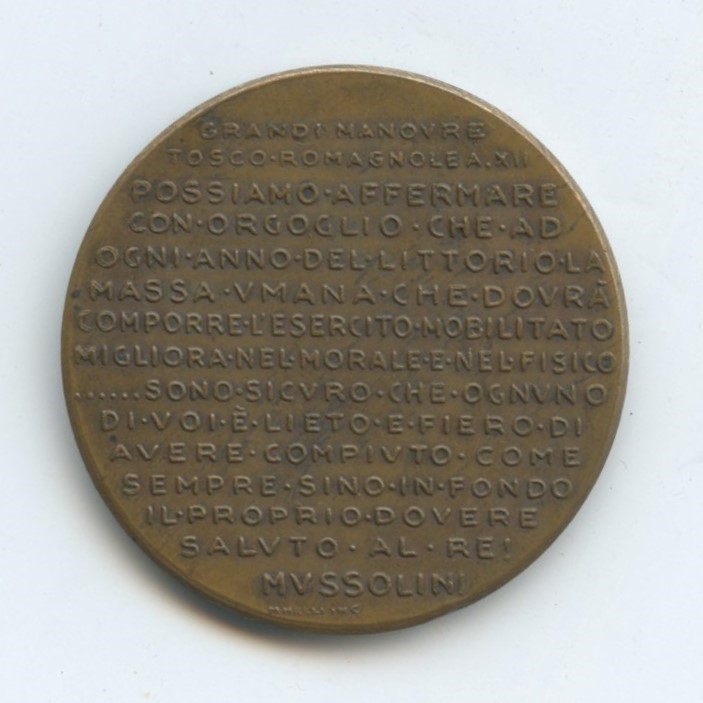 GRANDI MANOVRE
TOSCO·ROMAGNOLE A.XII
POSSIAMO·AFFERMARE
CON·ORGOGLIO·CHE·AD
OGNI·ANNO·DEL·LITTORIO·LA
MASSA·VMANA·CHE·DOVRÀ
COMPORRE·L'ESERCITO·MOBILITATO
MIGLIORA·NEL·MORALE·E·NEL·FISICO
......SONO·SICVRO·CHE·OGNVNO
DI·VOI·È·LIETO·E·FIERO·DI
AVERE·COMPIVTO·COME
SEMPRE·SINO·IN·FONDO
IL·PROPRIO·DOVERE
SALVTO·AL·RE!
MVSSOLINI